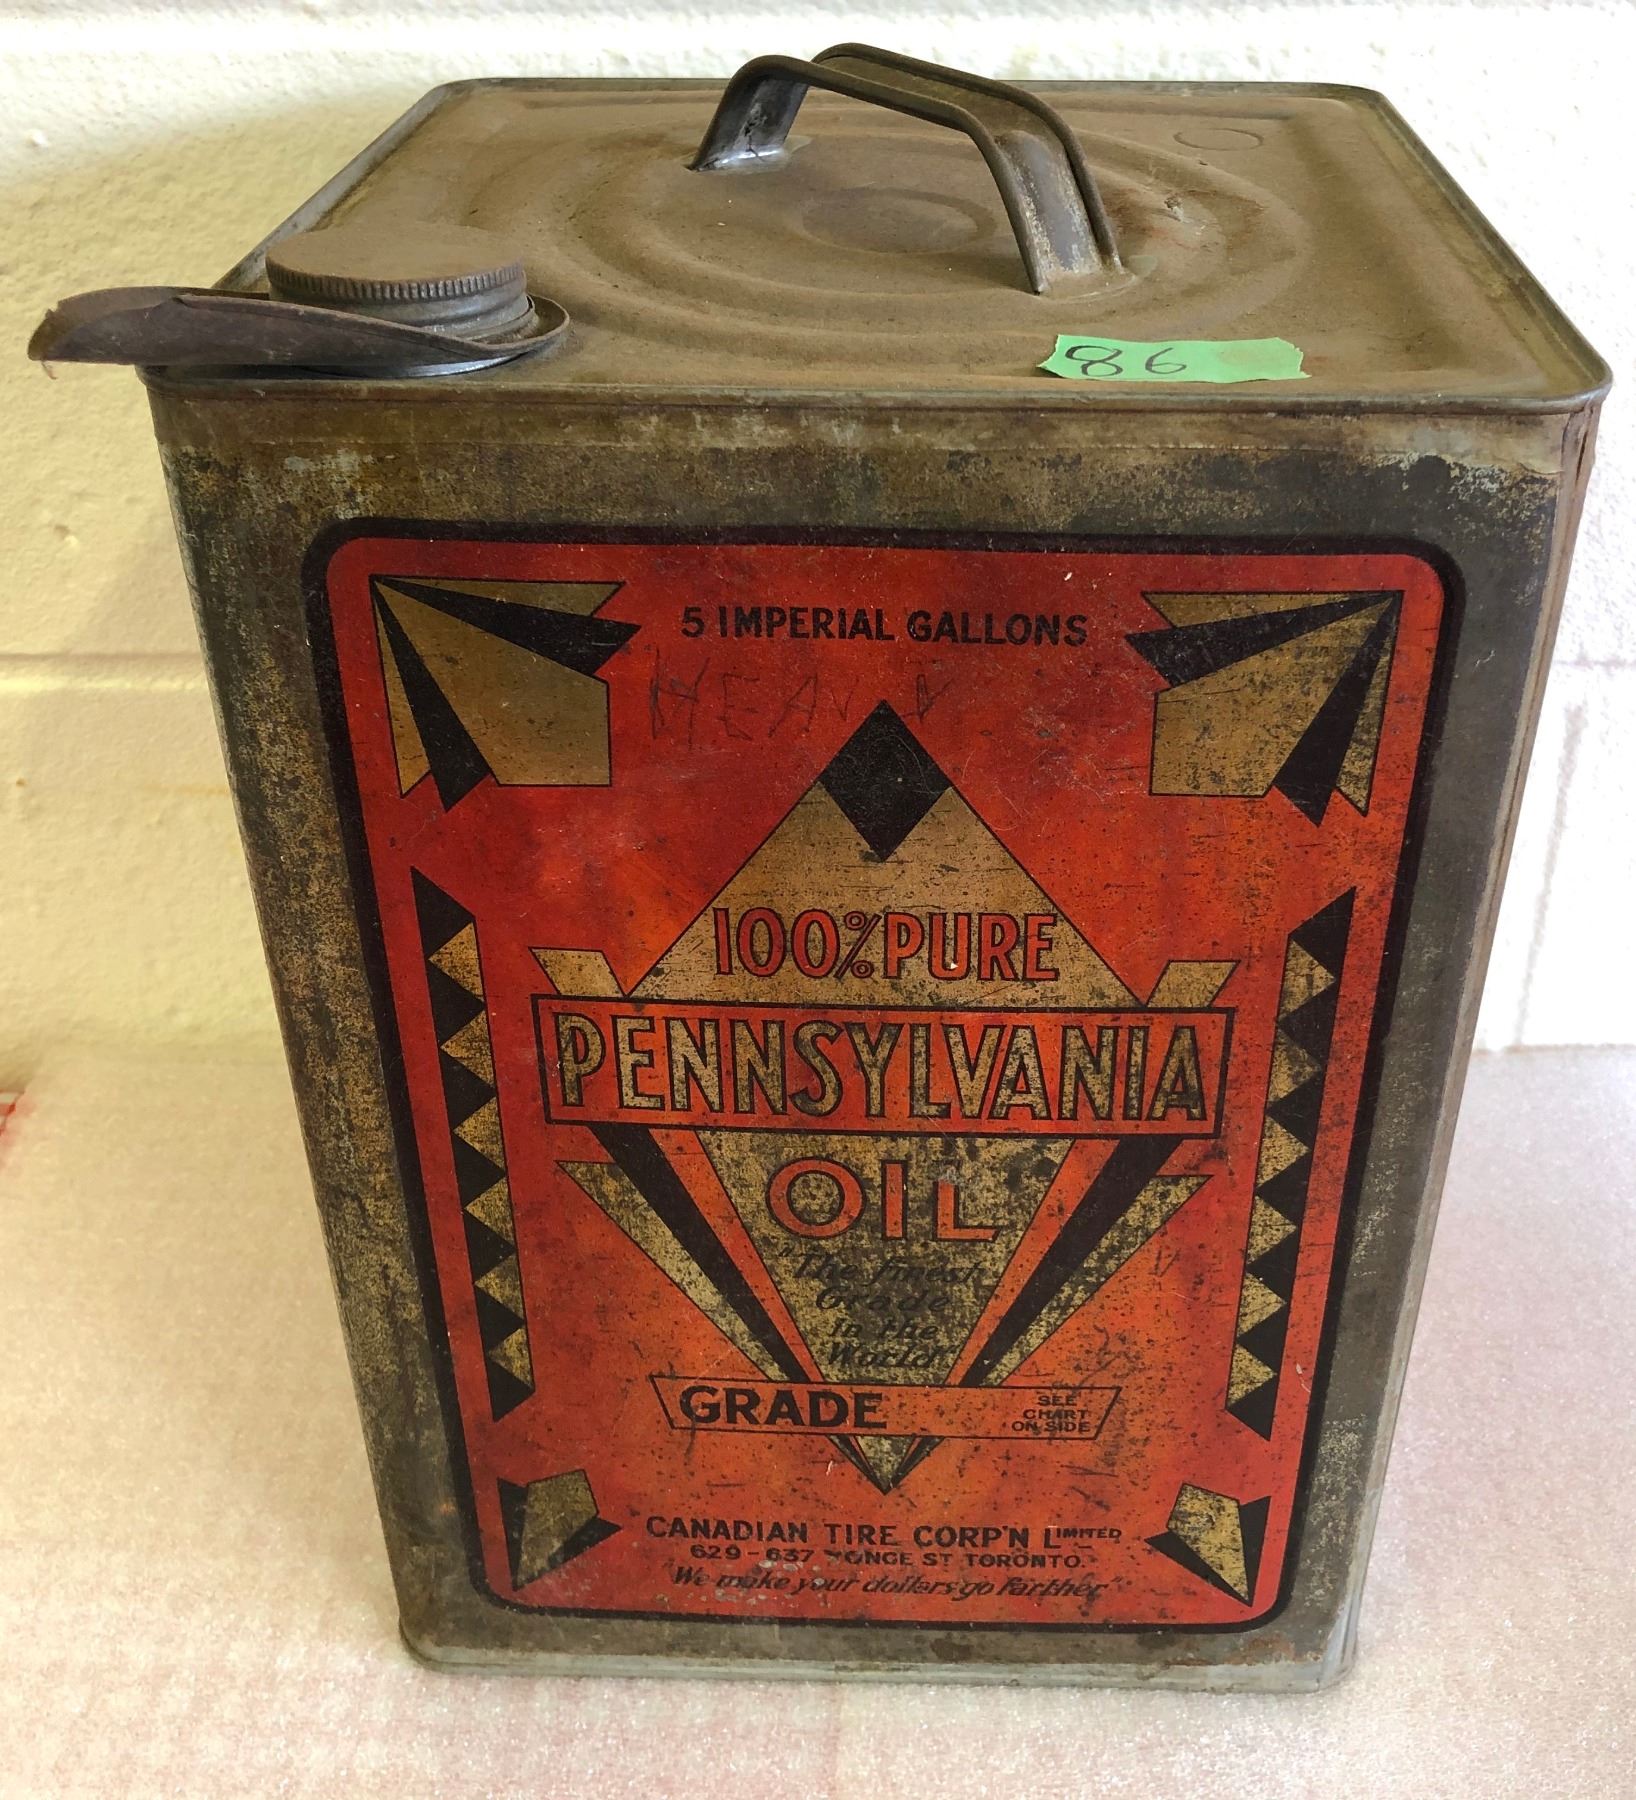 86
5 IMPERIAL GALLONS
HEAVY
100% PURE
PENNSYLVANIA
OIL
"The finest
Grade
in the
World"
GRADE
SEE
CHART
ON SIDE
CANADIAN TIRE CORP'N LIMITED
629-637 YONGE ST TORONTO.
"We make your dollars go farther"